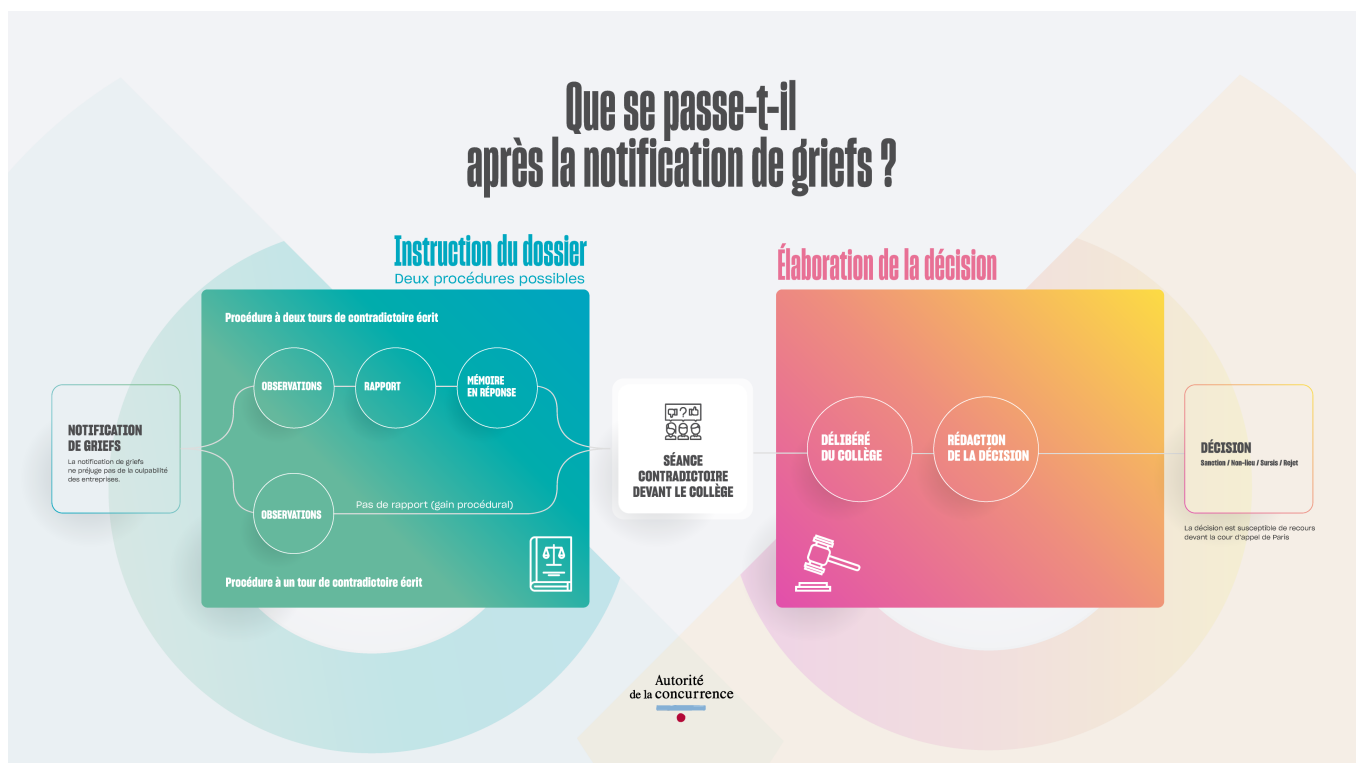 Que se passe-t-il
après la notification de griefs ?
Instruction du dossier
Deux procédures possibles
Procédure à deux tours de contradictoire écrit
OBSERVATIONS
RAPPORT
MÉMOIRE
EN RÉPONSE
NOTIFICATION
DE GRIEFS
La notification de griefs
ne préjuge pas de la culpabilité
des entreprises.
OBSERVATIONS
Pas de rapport (gain procédural)
Procédure à un tour de contradictoire écrit
?
SÉANCE
CONTRADICTOIRE
DEVANT LE COLLÈGE
Élaboration de la décision
DÉLIBÉRÉ
DU COLLÈGE
RÉDACTION
DE LA DÉCISION
DÉCISION
Sanction / Non-lieu / Sursis / Rejet
La décision est susceptible de recours
devant la cour d'appel de Paris
Autorité
de la concurrence